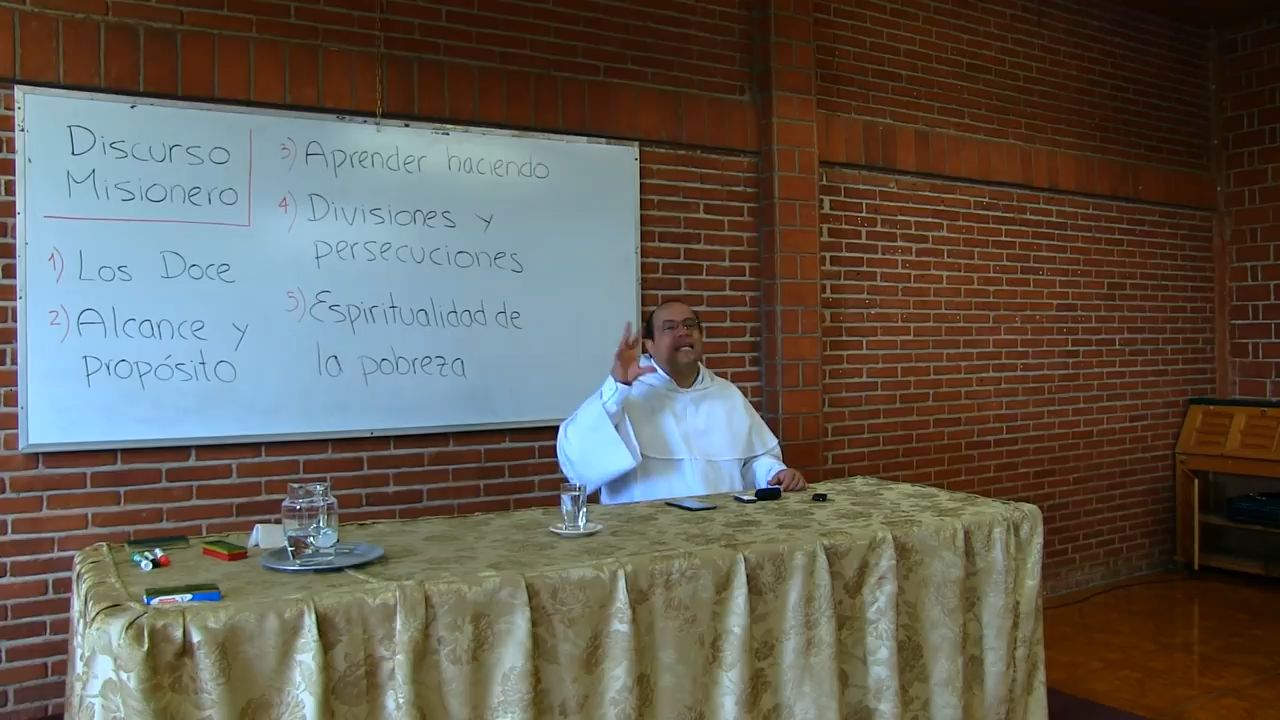 Discurso
Misionero
1) Los Doce
2) Alcance y
propósito
3) Aprender haciendo
4) Divisiones y
persecuciones
5) Espiritualidad de
la pobreza